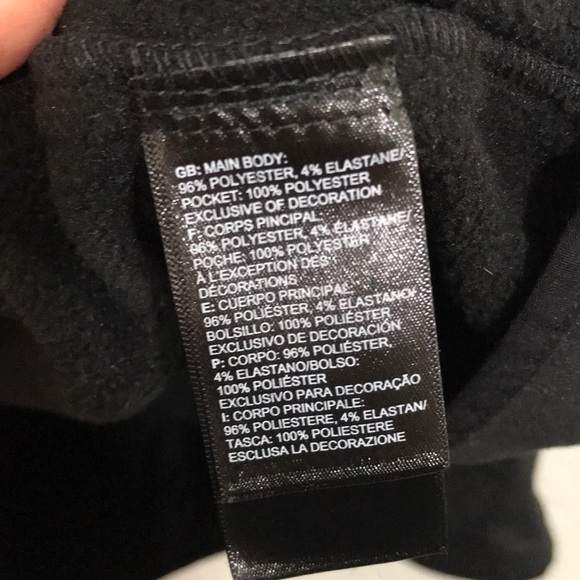 GB: MAIN BODY:
96% POLYESTER, 4% ELASTANE/
POCKET: 100% POLYESTER
EXCLUSIVE OF DECORATION
F: CORPS PINCIPAL:
96% POLYESTER, 4% ELASTANE/
POCHE: 100% POLYESTER
À L'EXCEPTION DES
DÉCORATIONS
E: CUERPO PRINCIPAL:
96% POLIÉSTER, 4% ELASTANO/
BOLSILLO: 100% POLIÉSTER
EXCLUSIVO DE DECORACIÓN
P: CORPO: 96% POLIÉSTER,
4% ELASTANO/BOLSO:
100% POLIÉSTER
EXCLUSIVO PARA DECORAÇÃO
I: CORPO PRINCIPALE:
96% POLIESTERE, 4% ELASTAN/
TASCA: 100% POLIESTERE
ESCLUSA LA DECORAZIONE